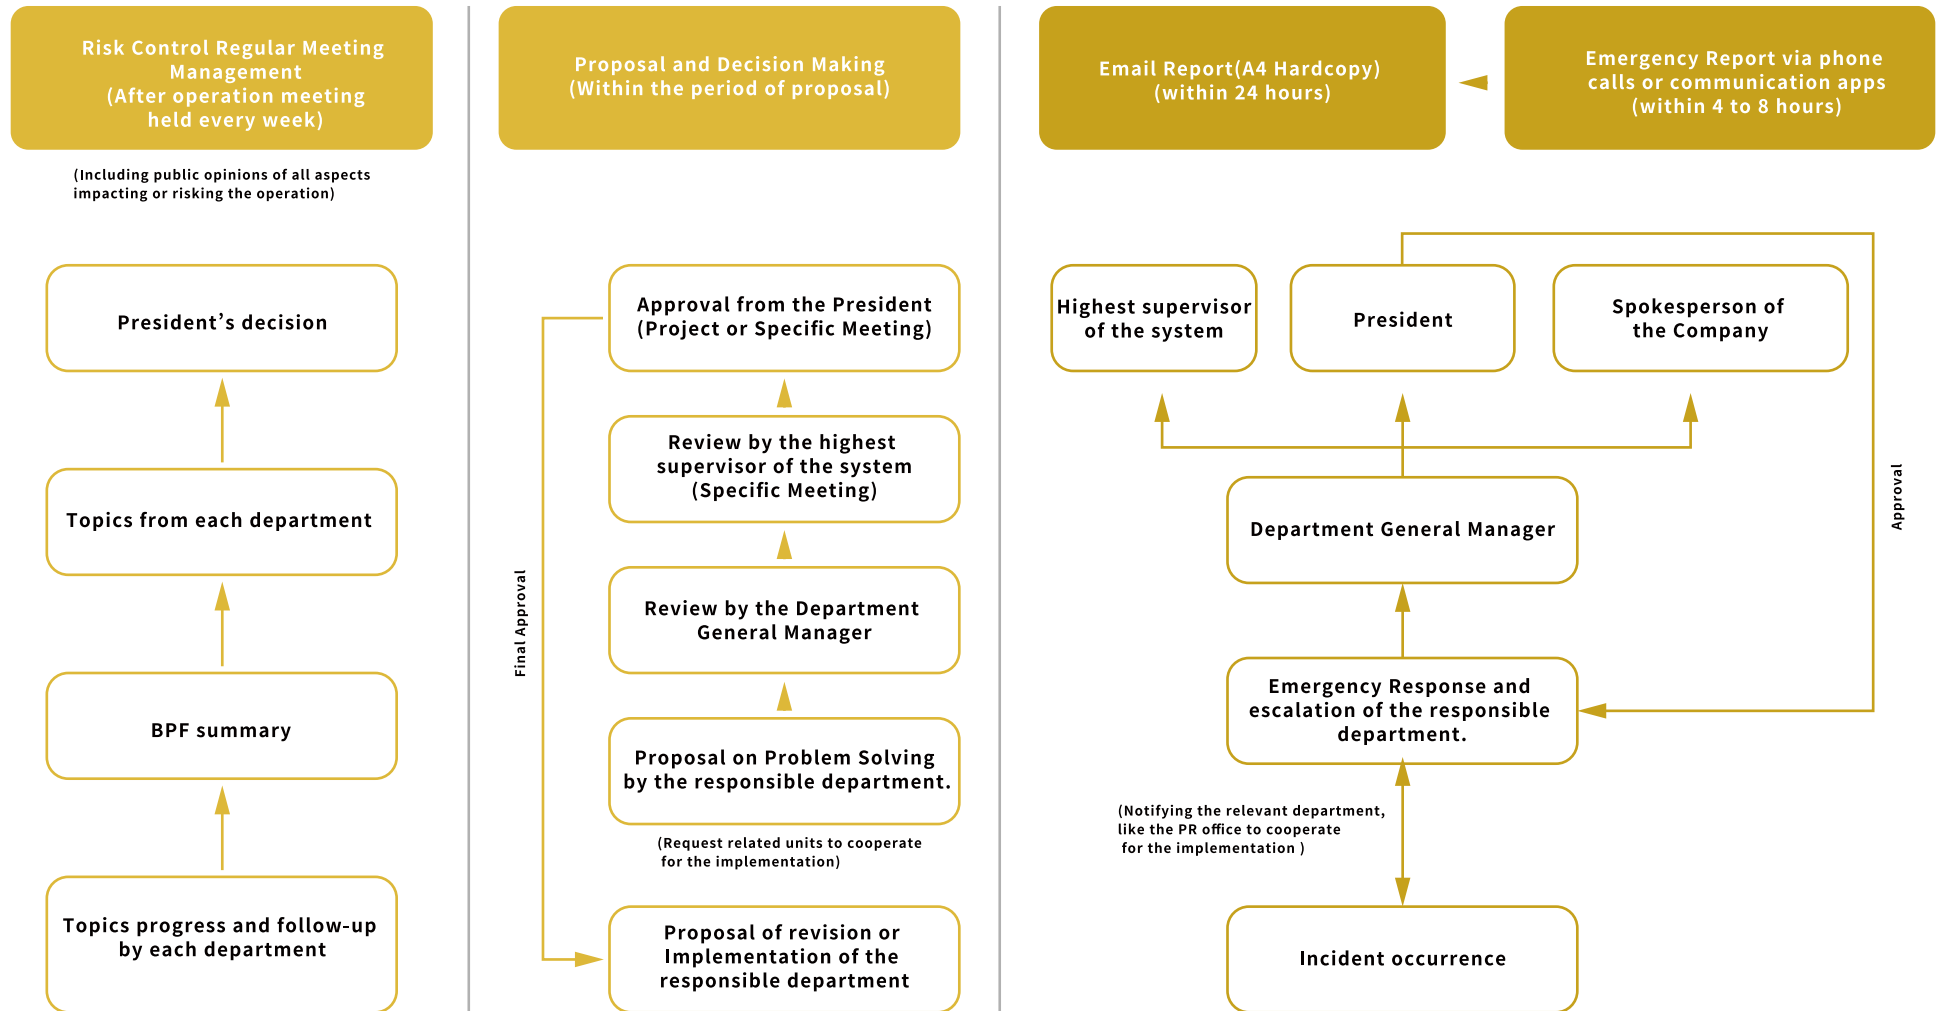 Risk Control Regular Meeting
Management
(After operation meeting
held every week)
(Including public opinions of all aspects
impacting or risking the operation)
President’s decision
Topics from each department
BPF summary
Topics progress and follow-up
by each department
Proposal and Decision Making
(Within the period of proposal)
Approval from the President
(Project or Specific Meeting)
Review by the highest
supervisor of the system
(Specific Meeting)
Review by the Department
General Manager
Final Approval
Proposal on Problem Solving
by the responsible department.
(Request related units to cooperate
for the implementation)
Proposal of revision or
Implementation of the
responsible department
Email Report(A4 Hardcopy)
(within 24 hours)
Emergency Report via phone
calls or communication apps
(within 4 to 8 hours)
Highest supervisor
of the system
President
Spokesperson of
the Company
Approval
Department General Manager
Emergency Response and
escalation of the responsible
department.
(Notifying the relevant department,
like the PR office to cooperate
for the implementation )
Incident occurrence